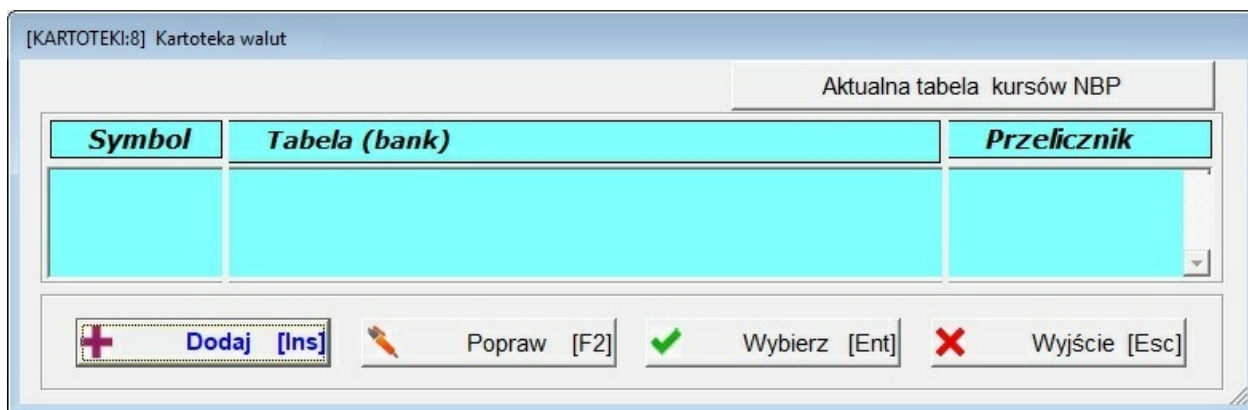 [KARTOTEKI:8] Kartoteka walut
Aktualna tabela kursów NBP
Symbol Tabela (bank) Przelicznik
Dodaj [Ins] Popraw [F2] Wybierz [Ent] Wyjście [Esc]